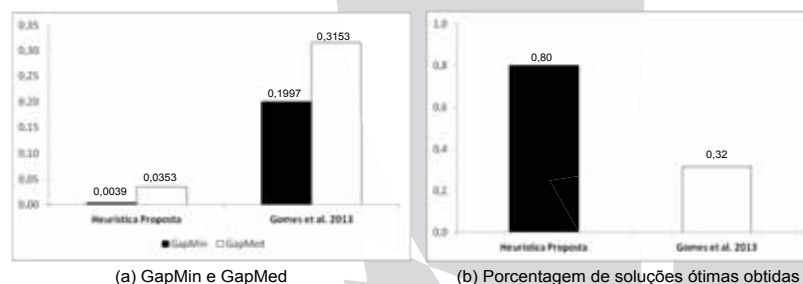 0,35
0,30
0,25
0,20
0,15
0,10
0,05
0,00
0,0039
0,0353
0,1997
0,3153
Heurística Proposta
Gomes et al. 2013
GapMin
GapMed
(a) GapMin e GapMed
1,0
0,8
0,6
0,4
0,2
0,0
0,80
0,32
Heurística Proposta
Gomes et al. 2013
(b) Porcentagem de soluções ótimas obtidas